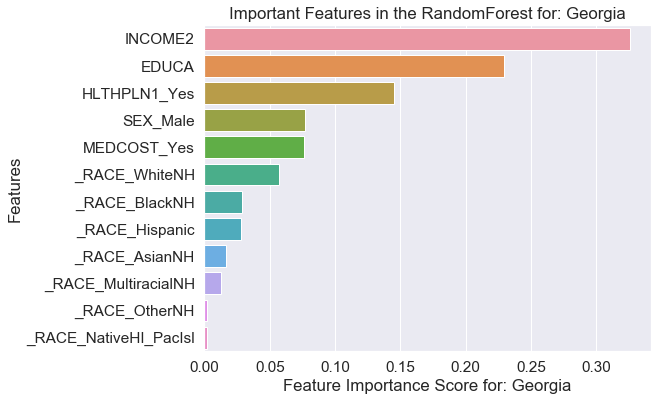 Important Features in the RandomForest for: Georgia
INCOME2
EDUCA
HLTHPLN1_Yes
SEX_Male
MEDCOST_Yes
_RACE_WhiteNH
_RACE_BlackNH
_RACE_Hispanic
_RACE_AsianNH
_RACE_MultiracialNH
_RACE_OtherNH
_RACE_NativeHI_PacIsl
Features
0.00 0.05 0.10 0.15 0.20 0.25 0.30
Feature Importance Score for: Georgia